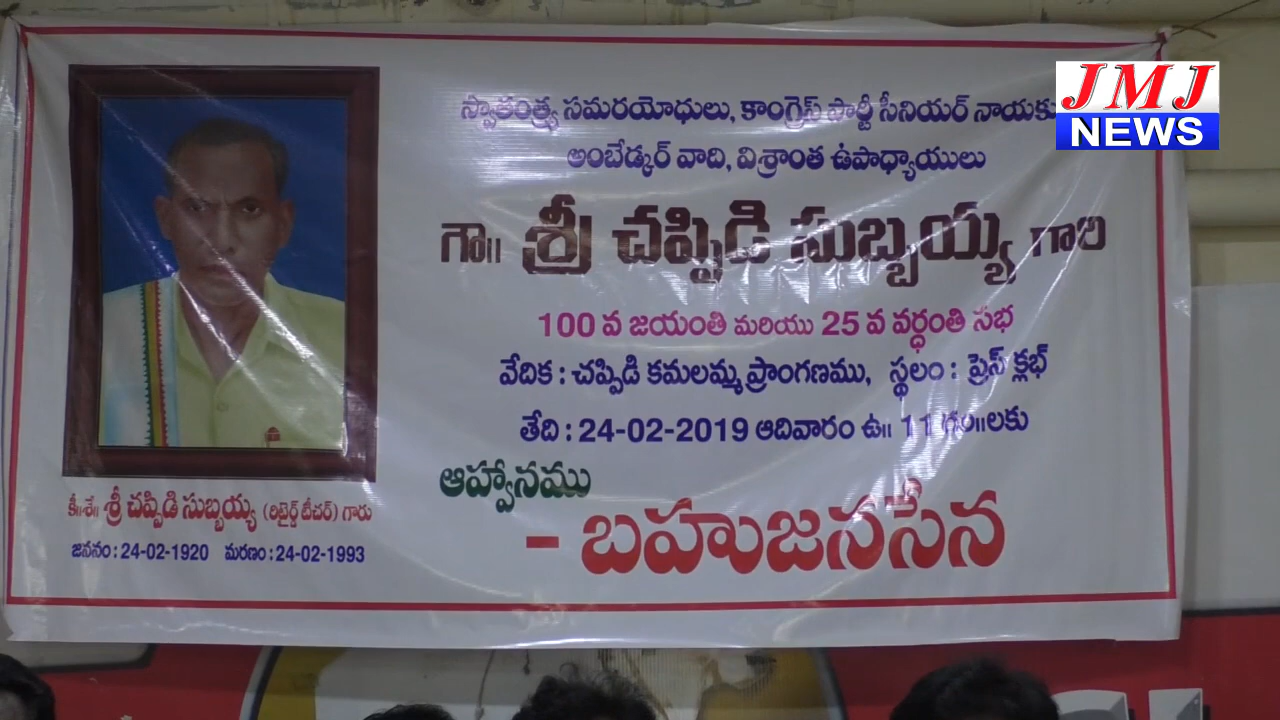 స్వాతంత్ర్య సమరయోధులు, కాంగ్రెస్ పార్టీ సీనియర్ నాయకు
అంబేడ్కర్ వాది, విశ్రాంత ఉపాధ్యాయులు
గౌ॥ శ్రీ చప్పిడి సుబ్బయ్య గారి
100 వ జయంతి మరియు 25 వ వర్ధంతి సభ
వేదిక : చప్పిడి కమలమ్మ ప్రాంగణము, స్థలం : ప్రెస్ క్లబ్
తేది : 24-02-2019 ఆదివారం ఉ॥ 11 గం॥లకు
ఆహ్వానము
- బహుజనసేన
కీ॥శే॥ శ్రీ చప్పిడి సుబ్బయ్య (రిటైర్డ్ టీచర్) గారు
జననం : 24-02-1920 మరణం : 24-02-1993
JMJ
NEWS